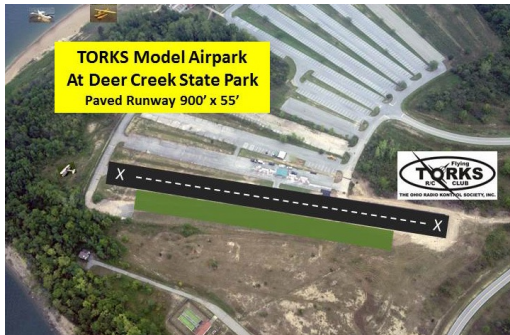 TORKS Model Airpark
At Deer Creek State Park
Paved Runway 900’ x 55’
X
X
Flying
TORKS
R/C CLUB
THE OHIO RADIO KONTROL SOCIETY, INC.